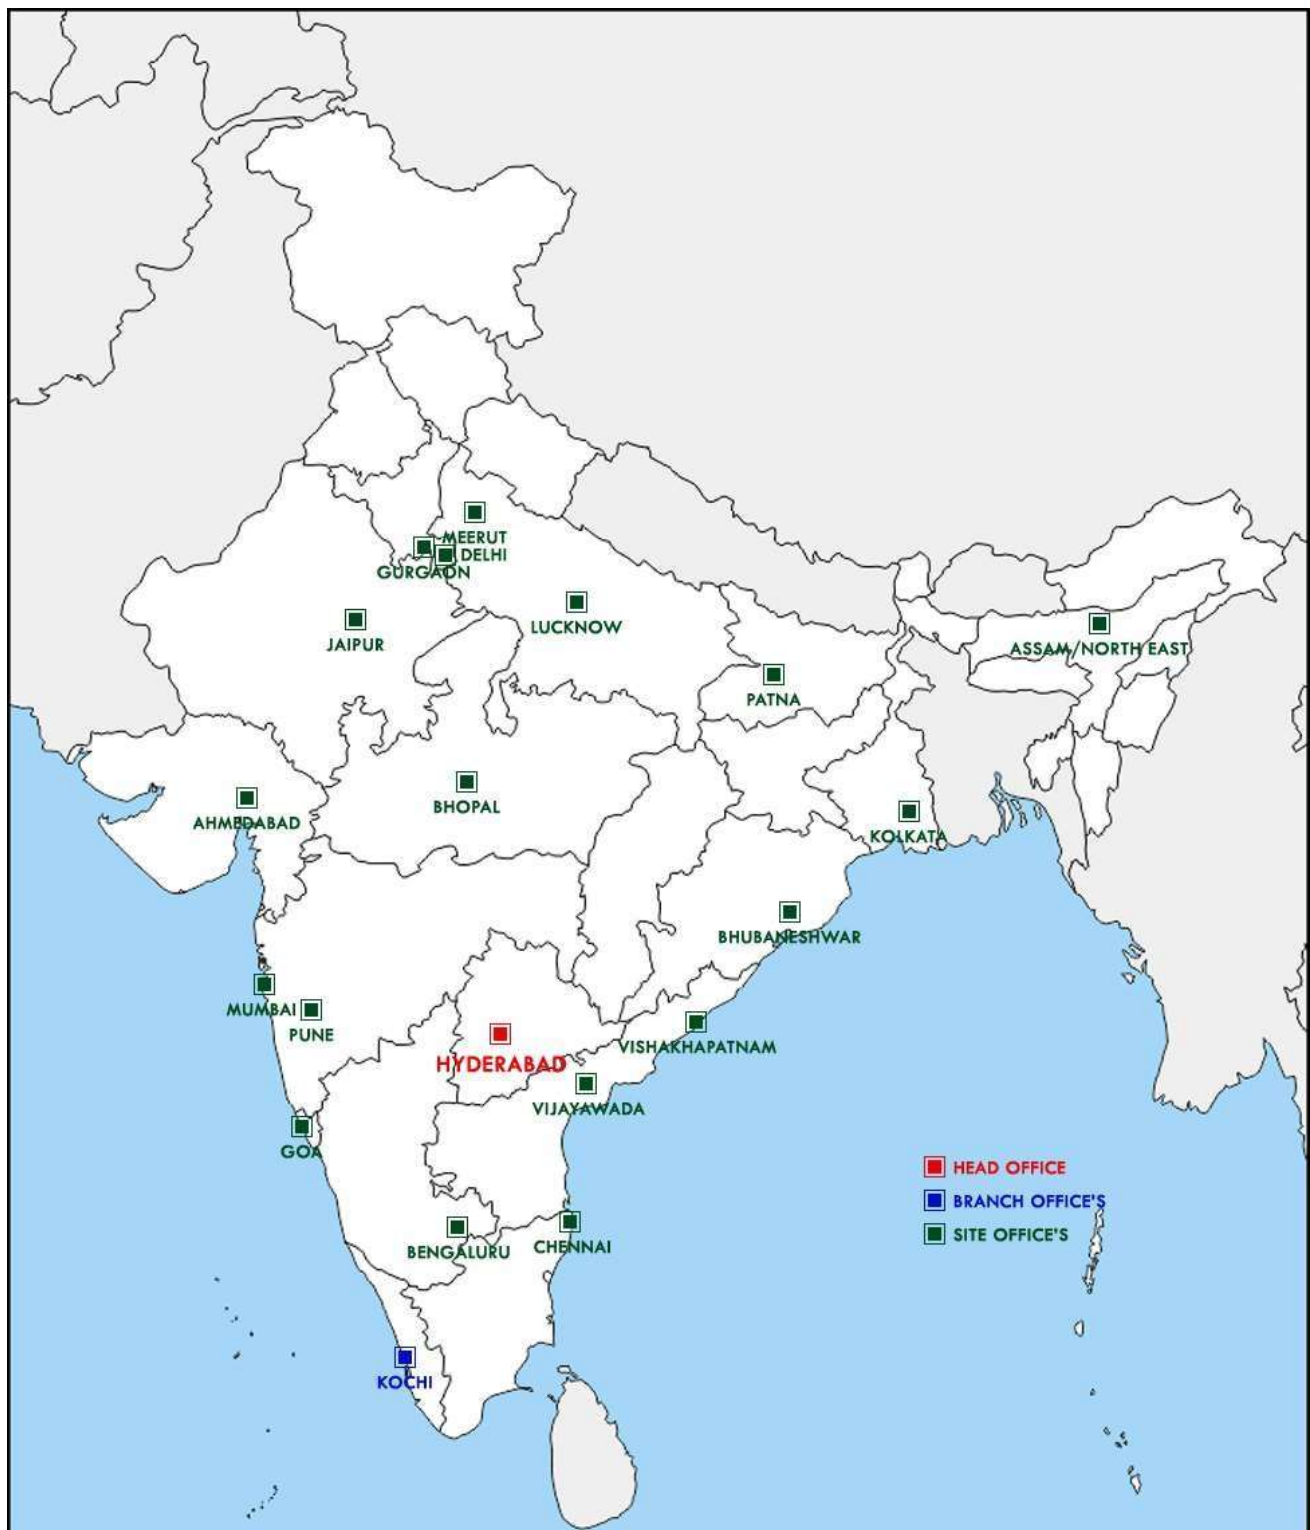 MEERUT
DELHI
GURGAON
LUCKNOW
JAIPUR
ASSAM/NORTH EAST
PATNA
BHOPAL
AHMEDABAD
KOLKATA
BHUBANESHWAR
MUMBAI
PUNE
VISHAKHAPATNAM
HYDERABAD
VIJAYAWADA
GOA
HEAD OFFICE
BRANCH OFFICE'S
SITE OFFICE'S
BENGALURU
CHENNAI
KOCHI